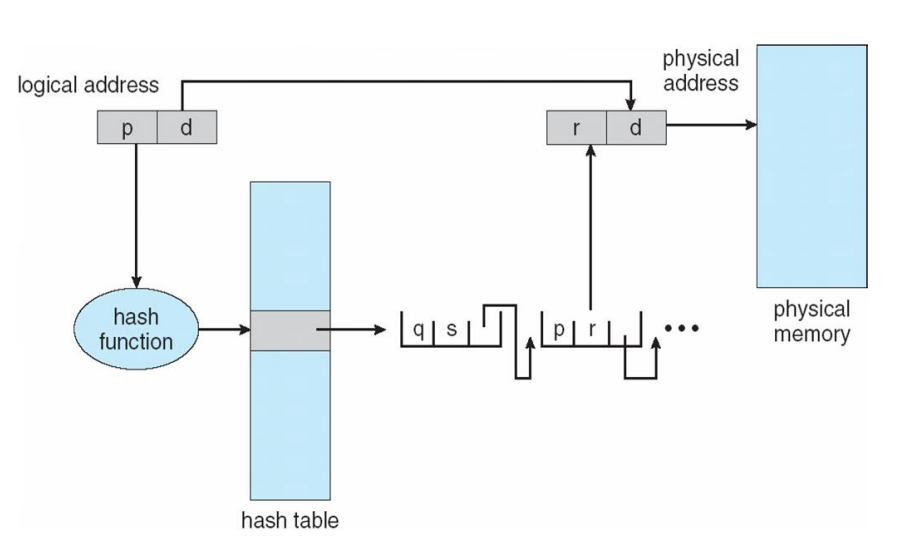 logical address
physical
address
p d
r d
hash
function
q s
p r
•••
physical
memory
hash table